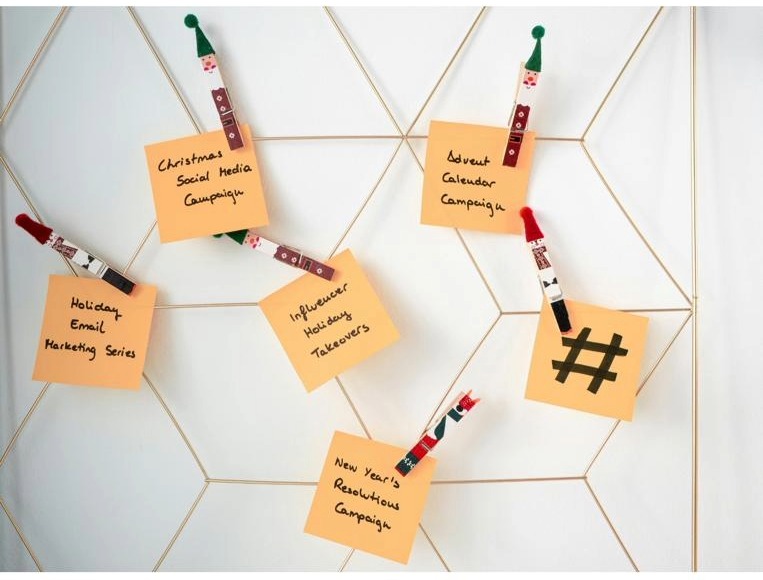 Christmas
Social Media
Campaign
Advent
Calendar
Campaign
Holiday
Email
Marketing Series
Influencer
Holiday
Takeovers
#
New Year's
Resolutions
Campaign